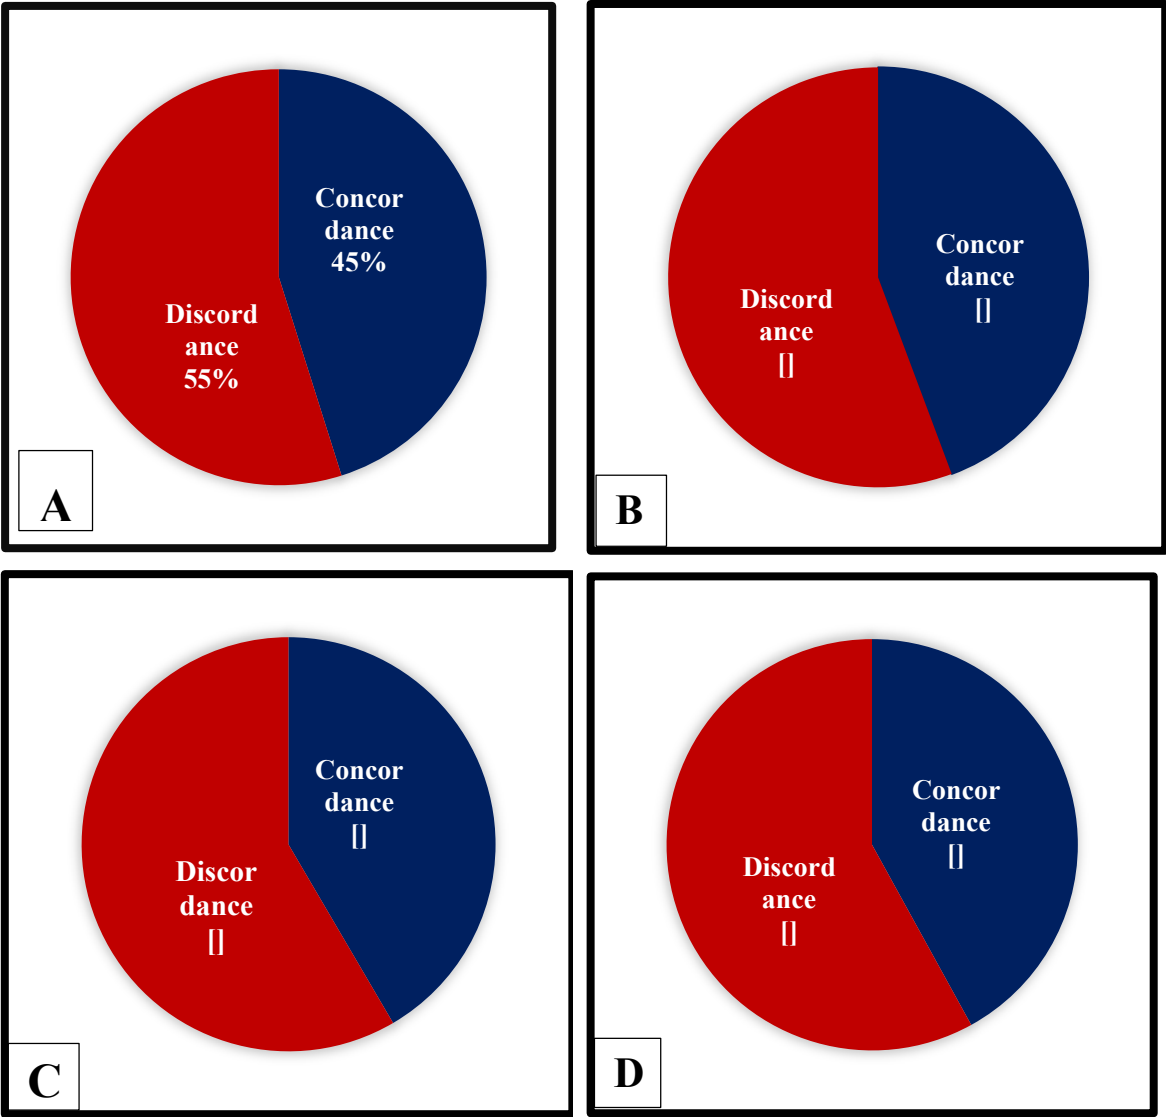 Concor
dance
45%
Discord
ance
55%
A
Concor
dance
[]
Discord
ance
[]
B
Concor
dance
[]
Discor
dance
[]
C
Concor
dance
[]
Discord
ance
[]
D